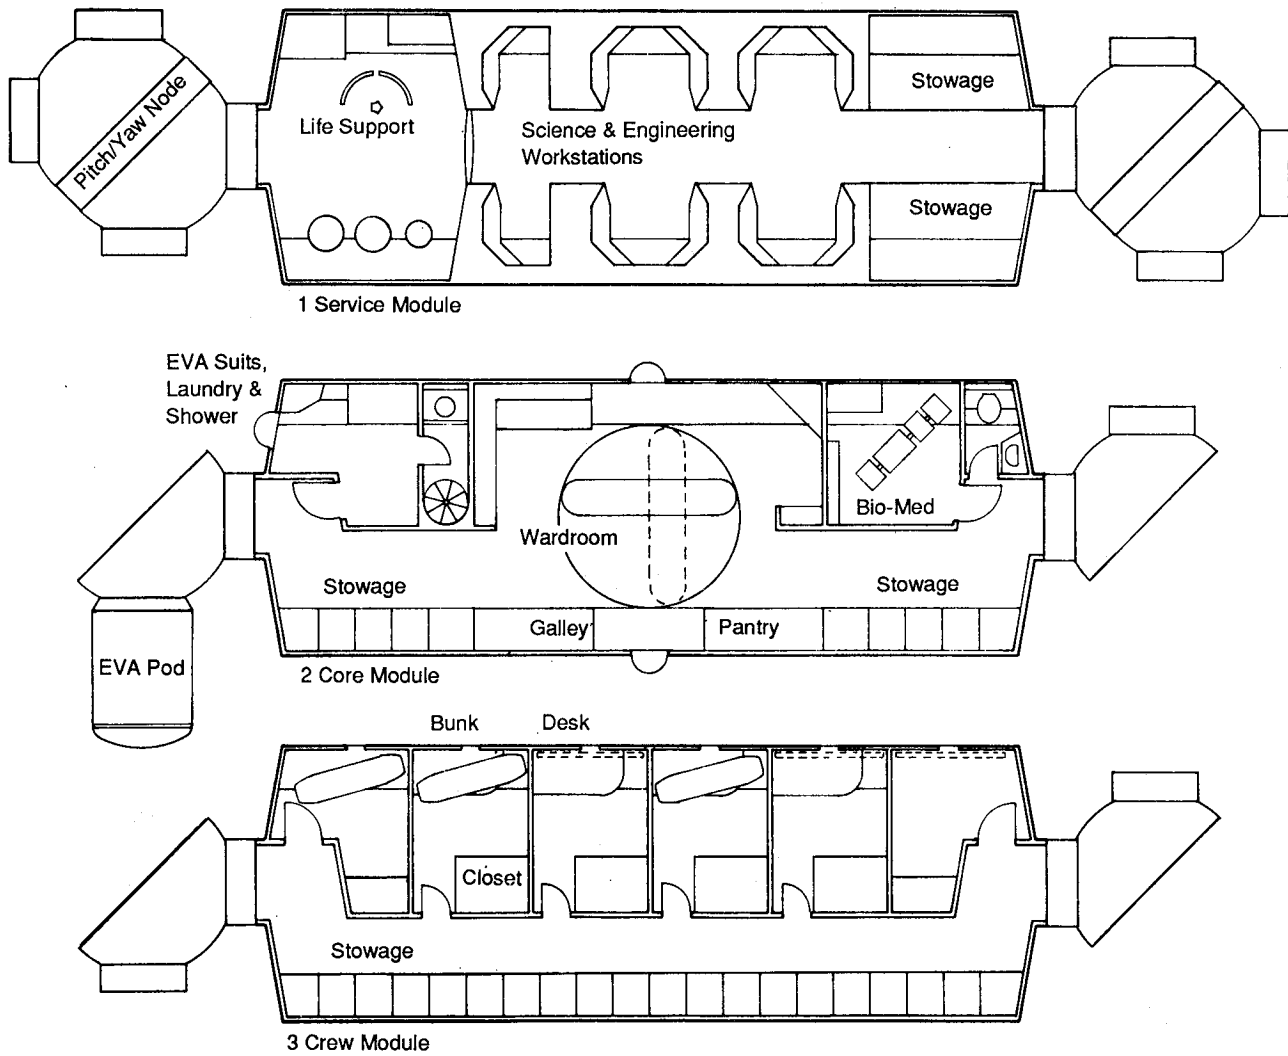 Pitch/Yaw Node
Life Support
Science & Engineering
Workstations
Stowage
Stowage
1 Service Module
EVA Suits,
Laundry &
Shower
Bio-Med
Wardroom
Stowage
Stowage
Galley
Pantry
EVA Pod
2 Core Module
Bunk
Desk
Closet
Stowage
3 Crew Module